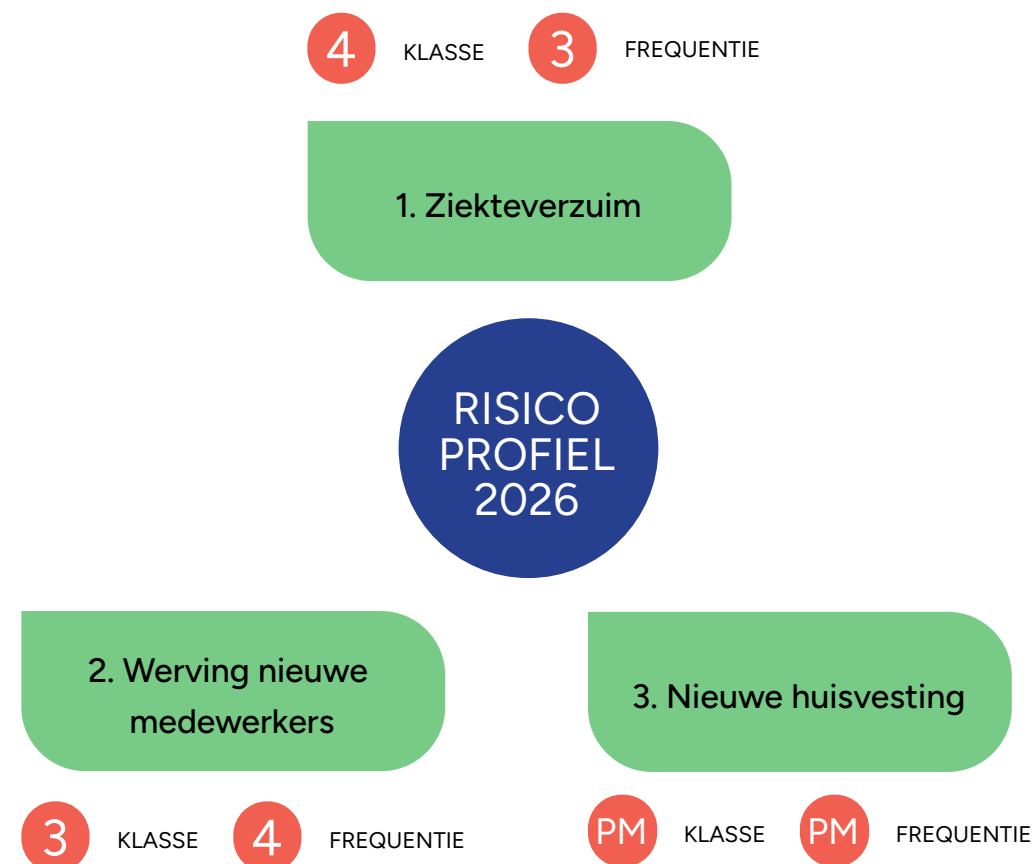 4 KLASSE 3 FREQUENTIE
1. Ziekteverzuim
RISICO
PROFIEL
2026
2. Werving nieuwe
medewerkers
3 KLASSE 4 FREQUENTIE
3. Nieuwe huisvesting
PM KLASSE PM FREQUENTIE